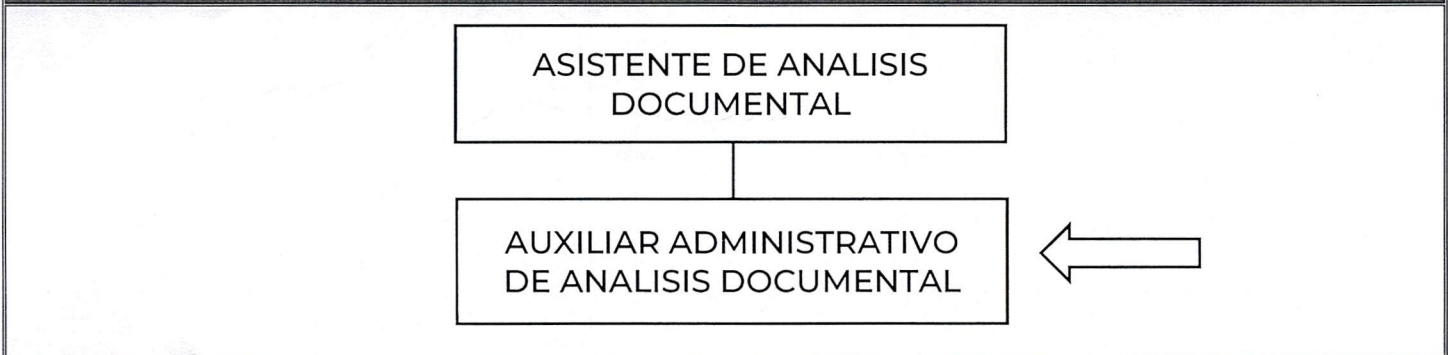 ASISTENTE DE ANALISIS
DOCUMENTAL
AUXILIAR ADMINISTRATIVO
DE ANALISIS DOCUMENTAL